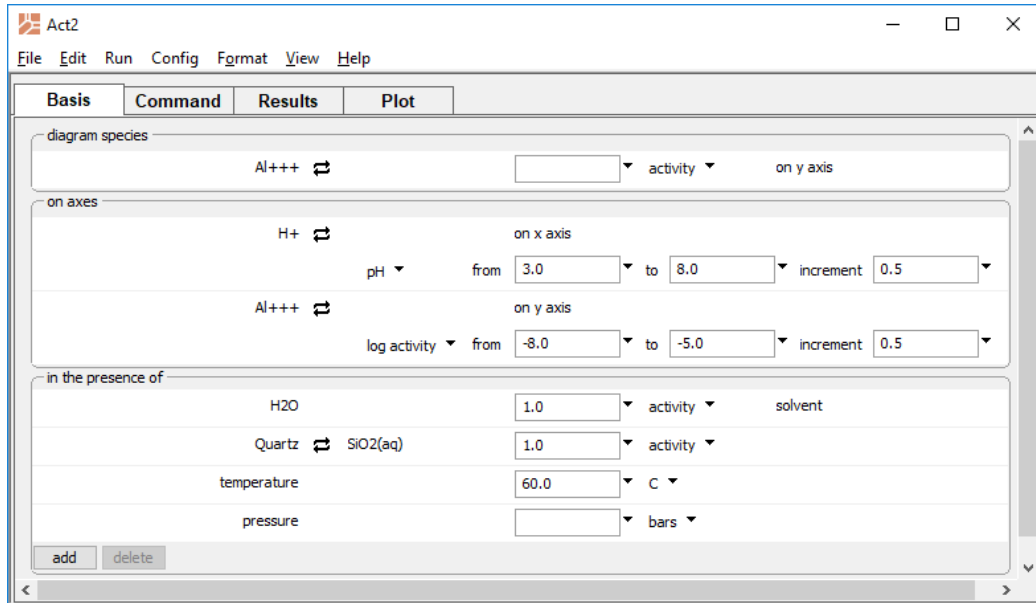 Act2
File Edit Run Config Format View Help
Basis Command Results Plot
diagram species
Al+++ activity on y axis
on axes
H+ on x axis
pH from 3.0 to 8.0 increment 0.5
Al+++ on y axis
log activity from -8.0 to -5.0 increment 0.5
in the presence of
H2O 1.0 activity solvent
Quartz SiO2(aq) 1.0 activity
temperature 60.0 C
pressure bars
add delete